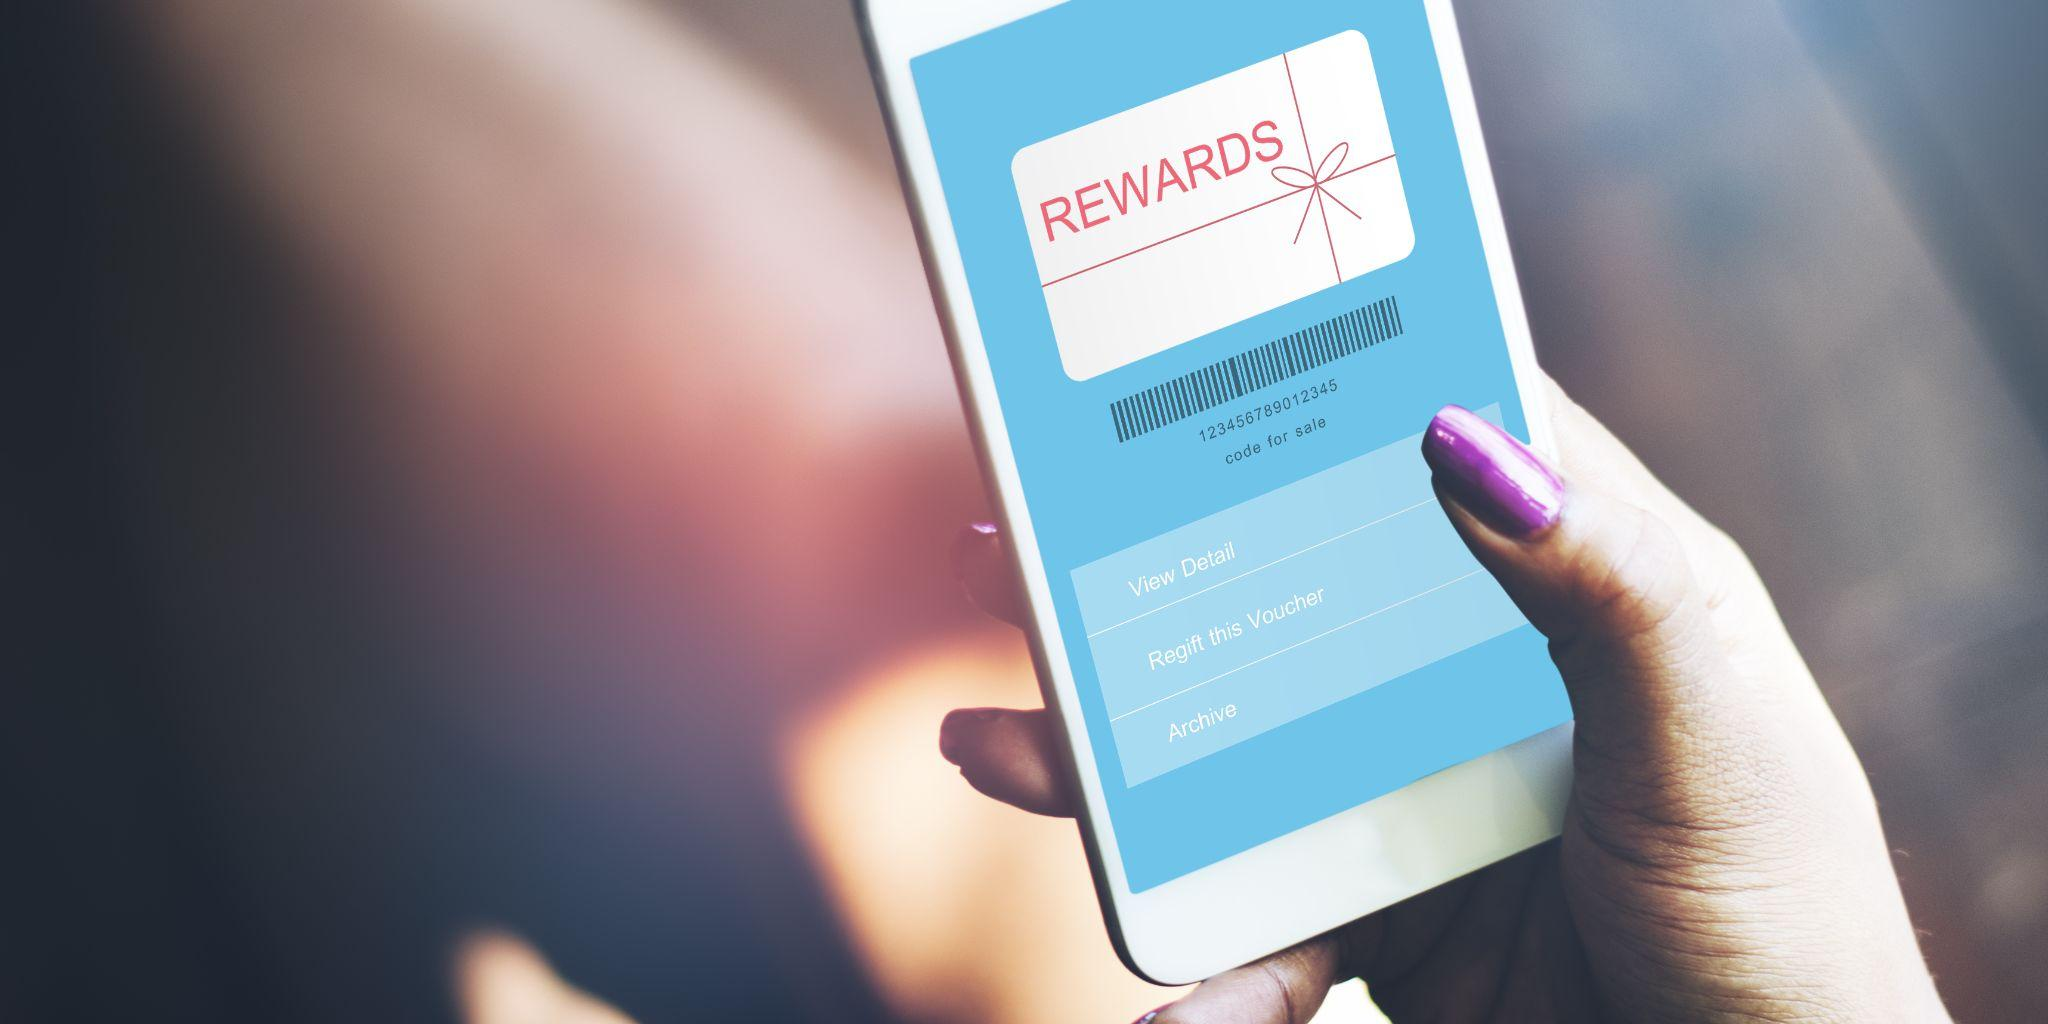 REWARDS
123456789012345
code for sale
View Detail
Regift this Voucher
Archive